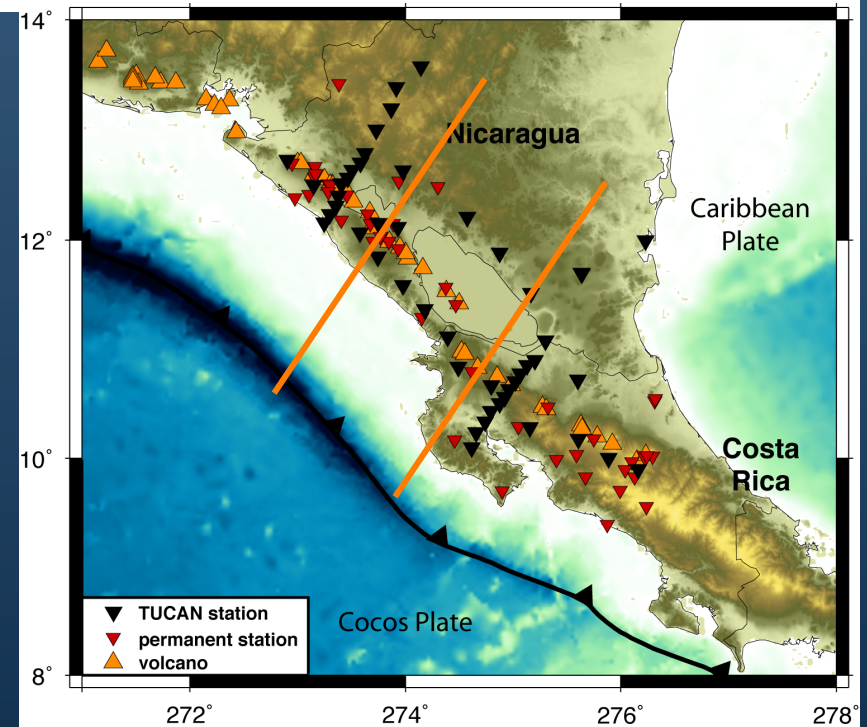 14°
Nicaragua
Caribbean
Plate
12°
10°
Costa
Rica
TUCAN station
permanent station
volcano
Cocos Plate
8°
272°
274°
276°
278°